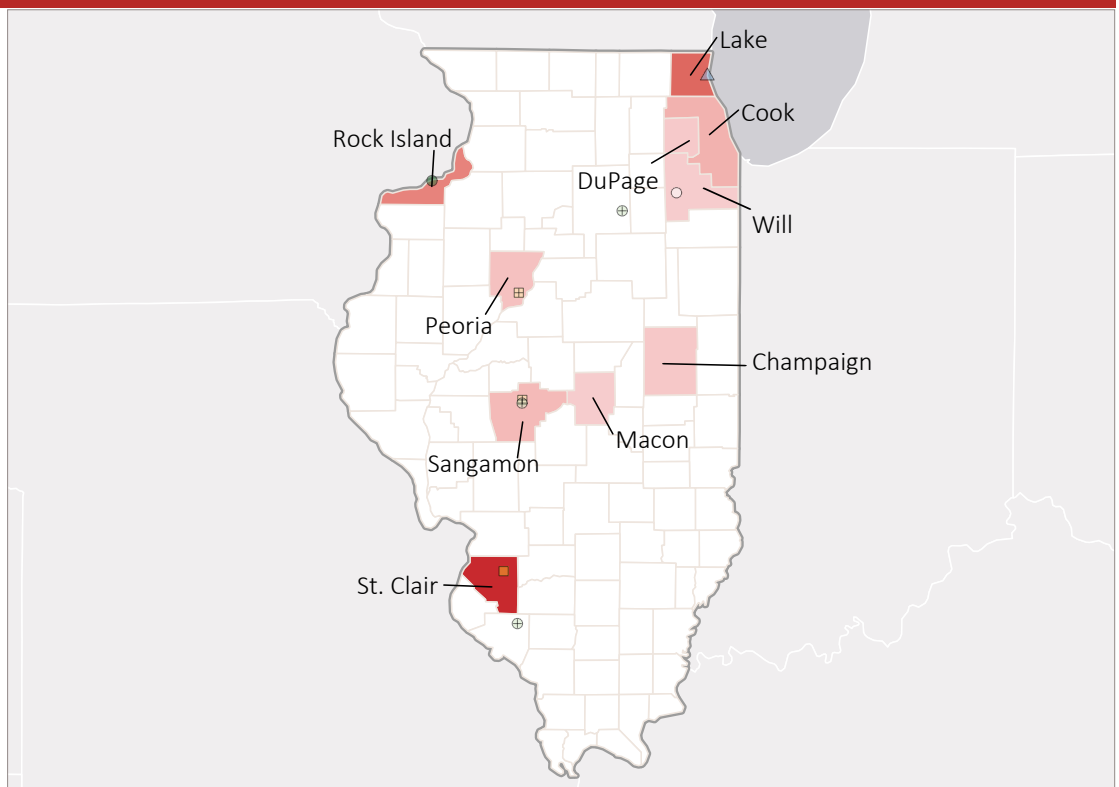 Lake
Cook
Rock Island
DuPage
Will
Peoria
Champaign
Macon
Sangamon
St. Clair